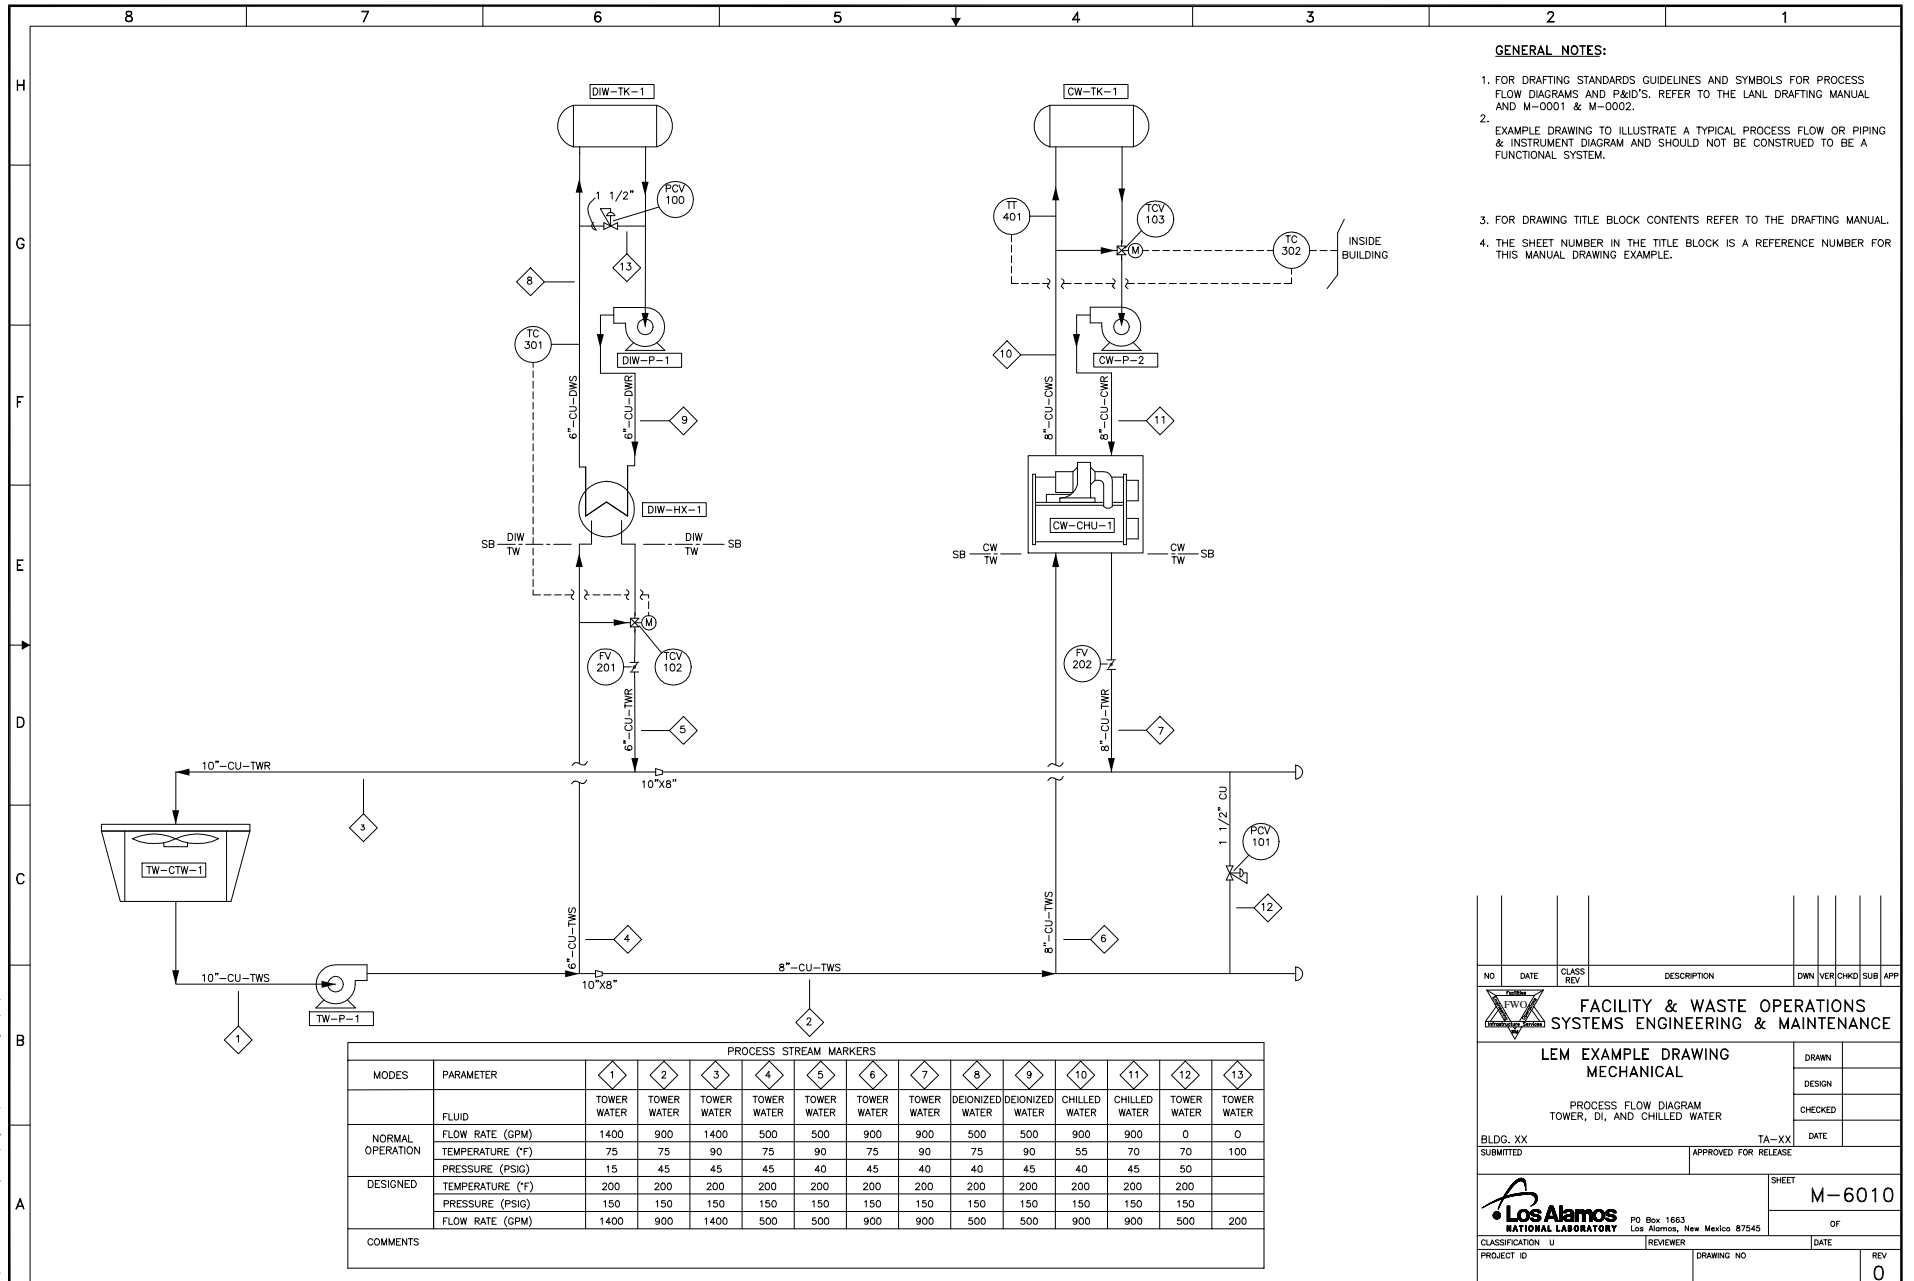 8 7 6 5 4 3 2 1
H
G
F
E
D
C
B
A
GENERAL NOTES:
1. FOR DRAFTING STANDARDS GUIDELINES AND SYMBOLS FOR PROCESS
FLOW DIAGRAMS AND P&ID'S. REFER TO THE LANL DRAFTING MANUAL
AND M-0001 & M-0002.
2.
EXAMPLE DRAWING TO ILLUSTRATE A TYPICAL PROCESS FLOW OR PIPING
& INSTRUMENT DIAGRAM AND SHOULD NOT BE CONSTRUED TO BE A
FUNCTIONAL SYSTEM.
3. FOR DRAWING TITLE BLOCK CONTENTS REFER TO THE DRAFTING MANUAL.
4. THE SHEET NUMBER IN THE TITLE BLOCK IS A REFERENCE NUMBER FOR
THIS MANUAL DRAWING EXAMPLE.
DIW-TK-1
1 1/2"
PCV
100
13
8
TC
301
DIW-P-1
6"-CU-DWS
6"-CU-DWR
9
DIW-HX-1
SB DIW
TW
DIW SB
TW
M
FV
201
TCV
102
6"-CU-TWR
5
CW-TK-1
TT
401
TCV
103
M
TC
302
INSIDE
BUILDING
10
CW-P-2
8"-CU-CWS
8"-CU-CWR
11
CW-CHU-1
SB CW
TW
CW SB
TW
FV
202
8"-CU-TWR
7
10"-CU-TWR
10"X8"
3
TW-CTW-1
1 1/2" CU
PCV
101
12
6"-CU-TWS
4
8"-CU-TWS
6
10"-CU-TWS
10"X8"
8"-CU-TWS
TW-P-1
1
2
PROCESS STREAM MARKERS
MODES PARAMETER 1 2 3 4 5 6 7 8 9 10 11 12 13
FLUID TOWER WATER TOWER WATER TOWER WATER TOWER WATER TOWER WATER TOWER WATER TOWER WATER DEIONIZED WATER DEIONIZED WATER CHILLED WATER CHILLED WATER TOWER WATER TOWER WATER
NORMAL OPERATION
FLOW RATE (GPM) 1400 900 1400 500 500 900 900 500 500 900 900 0 0
TEMPERATURE (°F) 75 75 90 75 90 75 90 75 90 55 70 70 100
PRESSURE (PSIG) 15 45 45 45 40 45 40 40 45 40 45 50
DESIGNED
TEMPERATURE (°F) 200 200 200 200 200 200 200 200 200 200 200 200
PRESSURE (PSIG) 150 150 150 150 150 150 150 150 150 150 150 150
FLOW RATE (GPM) 1400 900 1400 500 500 900 900 500 500 900 900 500 200
COMMENTS
NO DATE CLASS REV DESCRIPTION DWN VER CHKD SUB APP
Facilities
FWO
Infrastructure Services
FACILITY & WASTE OPERATIONS
SYSTEMS ENGINEERING & MAINTENANCE
LEM EXAMPLE DRAWING
MECHANICAL
PROCESS FLOW DIAGRAM
TOWER, DI, AND CHILLED WATER
BLDG. XX TA-XX
DRAWN
DESIGN
CHECKED
DATE
SUBMITTED
APPROVED FOR RELEASE
Los Alamos
NATIONAL LABORATORY
PO Box 1663
Los Alamos, New Mexico 87545
SHEET
M-6010
OF
CLASSIFICATION U REVIEWER DATE
PROJECT ID DRAWING NO REV
0